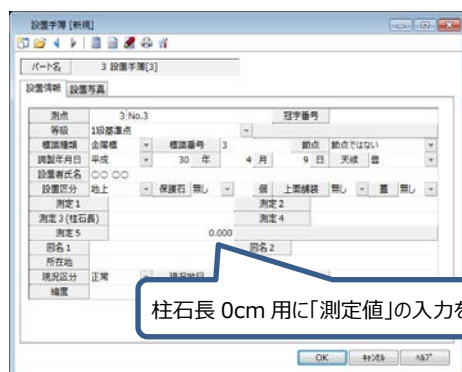 設置手簿 [新規]
パート名 3 設置手簿[3]
設置情報 設置写真
測点 3;No.3 冠字番号
等級 1級基準点
標識種類 金属標 標識番号 3 節点 節点ではない
調製年月日 平成 30 年 4 月 9 日 天候 曇
設置者氏名 〇〇 〇〇
設置区分 地上 保護石 無し 個 上面舗装 無し 蓋 無し
測定1 測定2
測定3(柱石長) 測定4
測定5 0.000
図名1 図名2
所在地
現況区分 正常 現況地目
緯度
柱石長 0cm 用に「測定値」の入力を
OK ｷｬﾝｾﾙ ﾍﾙﾌﾟ